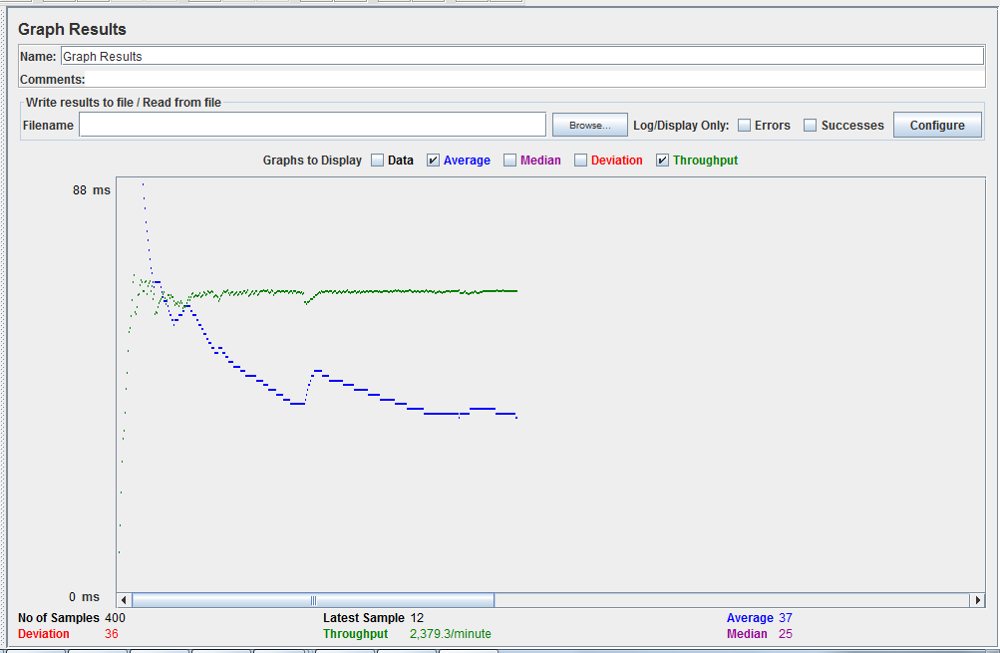 Graph Results
Name: Graph Results
Comments:
Write results to file / Read from file
Filename Browse... Log/Display Only: Errors Successes Configure
Graphs to Display Data Average Median Deviation Throughput
88 ms
0 ms
No of Samples 400 Latest Sample 12 Average 37
Deviation 36 Throughput 2,379.3/minute Median 25